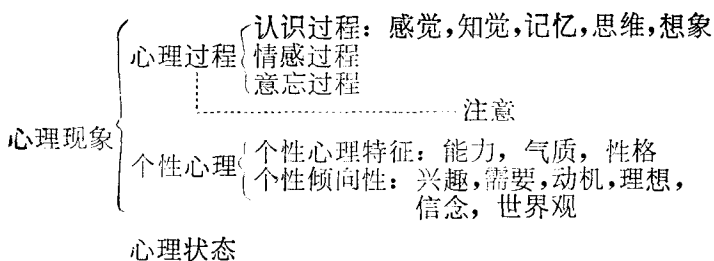 认识过程：感觉，知觉，记忆，思维，想象
心理过程
情感过程
意忘过程
注意
心理现象
个性心理特征：能力，气质，性格
个性心理
个性倾向性：兴趣，需要，动机，理想，
信念，世界观
心理状态